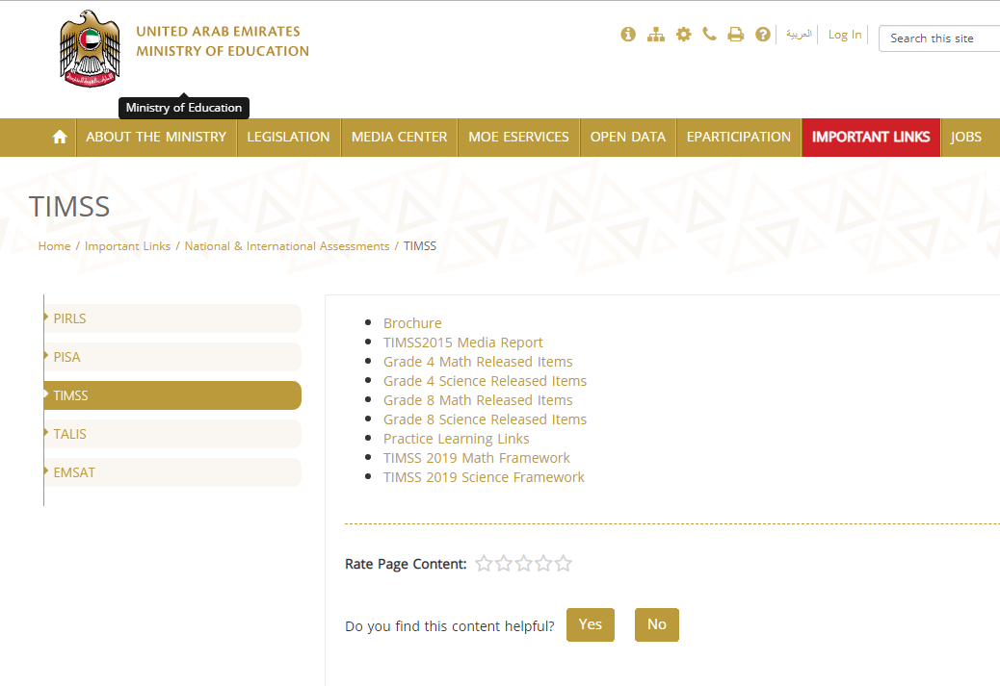 UNITED ARAB EMIRATES
MINISTRY OF EDUCATION
العربية
Log In
Search this site
Ministry of Education
ABOUT THE MINISTRY
LEGISLATION
MEDIA CENTER
MOE ESERVICES
OPEN DATA
EPARTICIPATION
IMPORTANT LINKS
JOBS
TIMSS
Home / Important Links / National & International Assessments / TIMSS
PIRLS
PISA
TIMSS
TALIS
EMSAT
Brochure
TIMSS2015 Media Report
Grade 4 Math Released Items
Grade 4 Science Released Items
Grade 8 Math Released Items
Grade 8 Science Released Items
Practice Learning Links
TIMSS 2019 Math Framework
TIMSS 2019 Science Framework
Rate Page Content:
Do you find this content helpful? Yes No